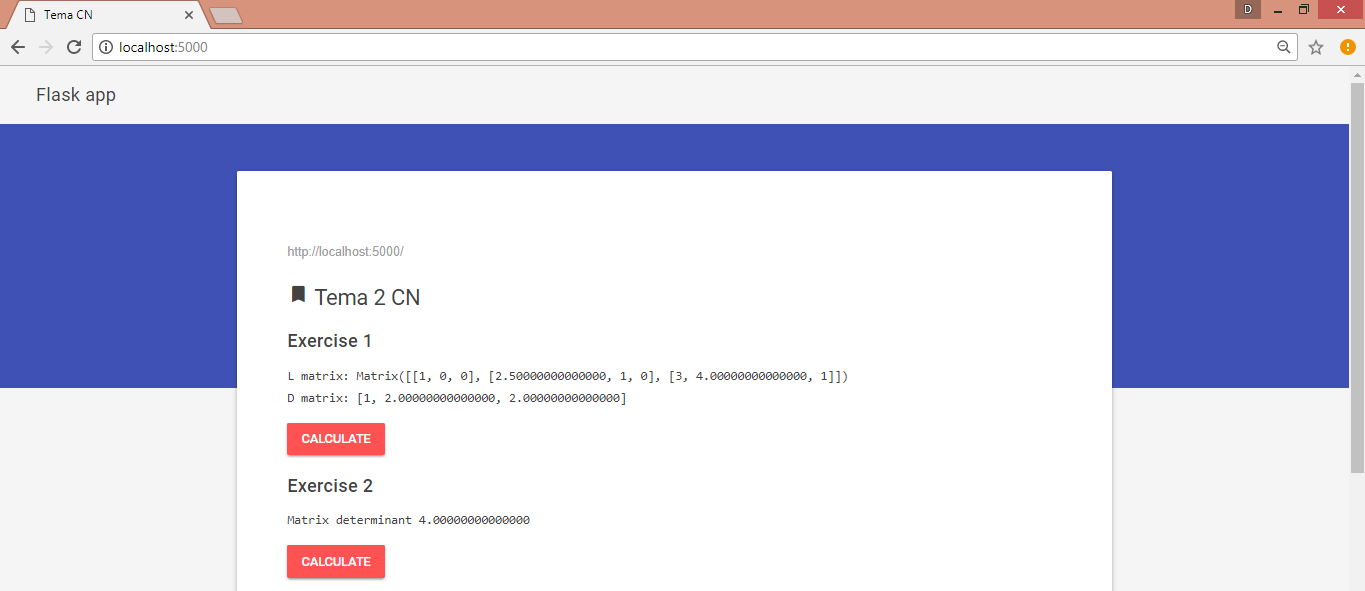 Tema CN
D
localhost:5000
Flask app
http://localhost:5000/
Tema 2 CN
Exercise 1
L matrix: Matrix([[1, 0, 0], [2.50000000000000, 1, 0], [3, 4.00000000000000, 1]])
D matrix: [1, 2.00000000000000, 2.00000000000000]
CALCULATE
Exercise 2
Matrix determinant 4.00000000000000
CALCULATE